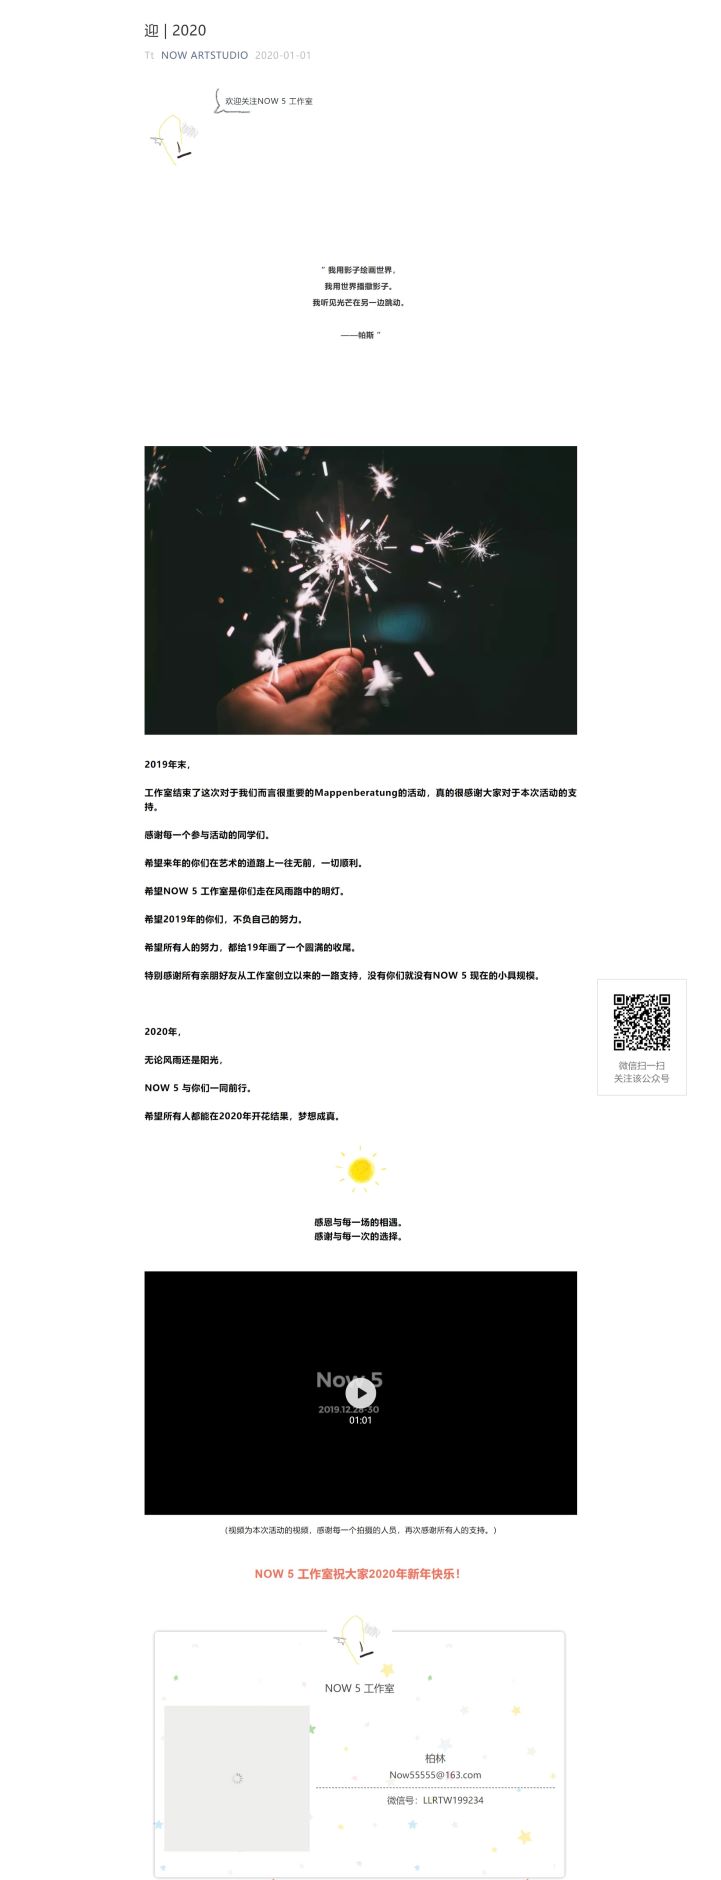 迎 | 2020
Tt NOW ARTSTUDIO 2020-01-01
欢迎关注NOW 5 工作室
" 我用影子绘画世界，
我用世界播撒影子。
我听见光芒在另一边跳动。
——帕斯 "
2019年末，
工作室结束了这次对于我们而言很重要的Mappenberatung的活动，真的很感谢大家对于本次活动的支
持。
感谢每一个参与活动的同学们。
希望来年的你们在艺术的道路上一往无前，一切顺利。
希望NOW 5 工作室是你们走在风雨路中的明灯。
希望2019年的你们，不负自己的努力。
希望所有人的努力，都给19年画了一个圆满的收尾。
特别感谢所有亲朋好友从工作室创立以来的一路支持，没有你们就没有NOW 5 现在的小具规模。
微信扫一扫
关注该公众号
2020年，
无论风雨还是阳光，
NOW 5 与你们一同前行。
希望所有人都能在2020年开花结果，梦想成真。
感恩与每一场的相遇。
感谢与每一次的选择。
Now 5
2019.12.28-30
01:01
（视频为本次活动的视频，感谢每一个拍摄的人员，再次感谢所有人的支持。）
NOW 5 工作室祝大家2020年新年快乐！
NOW 5 工作室
柏林
Now55555@163.com
微信号：LLRTW199234